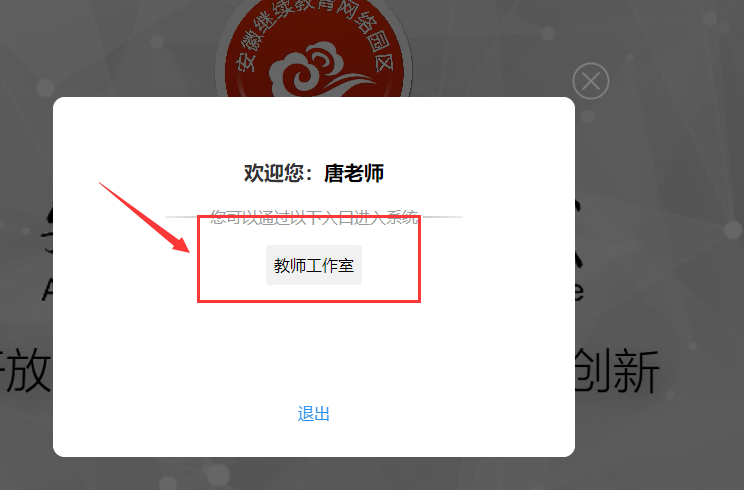 安徽继续教育网络园区
欢迎您：唐老师
您可以通过以下入口进入系统
教师工作室
e
放
创新
退出